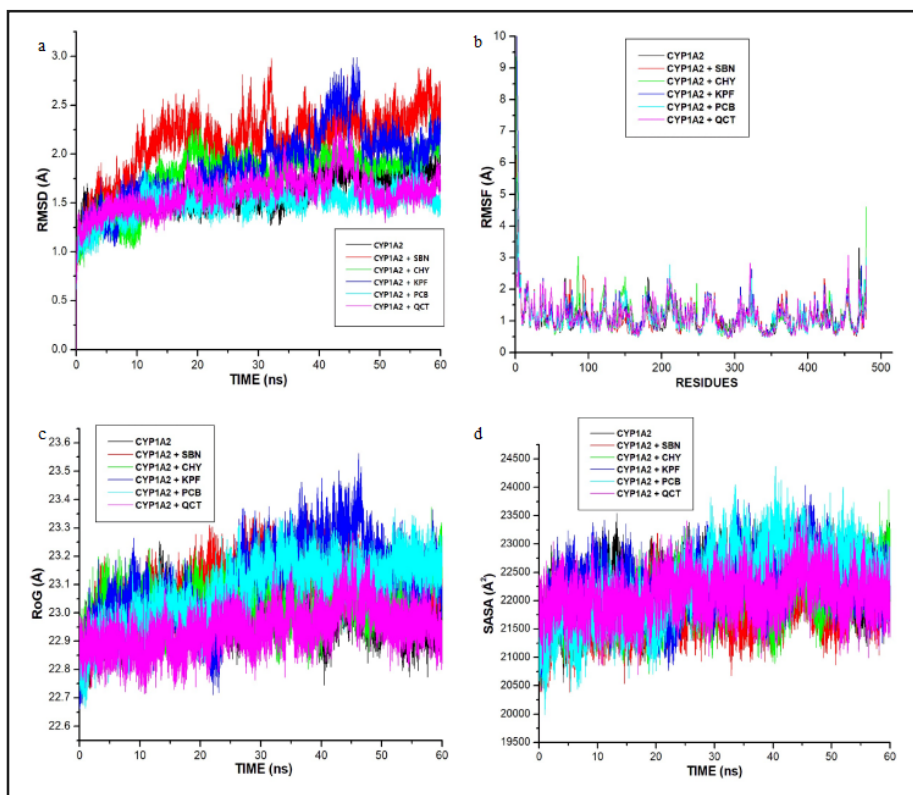 a
3.0
2.5
2.0
1.5
1.0
0.5
0.0
RMSD (Å)
0 10 20 30 40 50 60
TIME (ns)
CYP1A2
CYP1A2 + SBN
CYP1A2 + CHY
CYP1A2 + KPF
CYP1A2 + PCB
CYP1A2 + QCT
b
10
9
8
7
6
5
4
3
2
1
0
RMSF (Å)
0 100 200 300 400 500
RESIDUES
CYP1A2
CYP1A2 + SBN
CYP1A2 + CHY
CYP1A2 + KPF
CYP1A2 + PCB
CYP1A2 + QCT
c
23.6
23.5
23.4
23.3
23.2
23.1
23.0
22.9
22.8
22.7
22.6
RoG (Å)
0 10 20 30 40 50 60
TIME (ns)
CYP1A2
CYP1A2 + SBN
CYP1A2 + CHY
CYP1A2 + KPF
CYP1A2 + PCB
CYP1A2 + QCT
d
24500
24000
23500
23000
22500
22000
21500
21000
20500
20000
19500
SASA (Å²)
0 10 20 30 40 50 60
TIME (ns)
CYP1A2
CYP1A2 + SBN
CYP1A2 + CHY
CYP1A2 + KPF
CYP1A2 + PCB
CYP1A2 + QCT